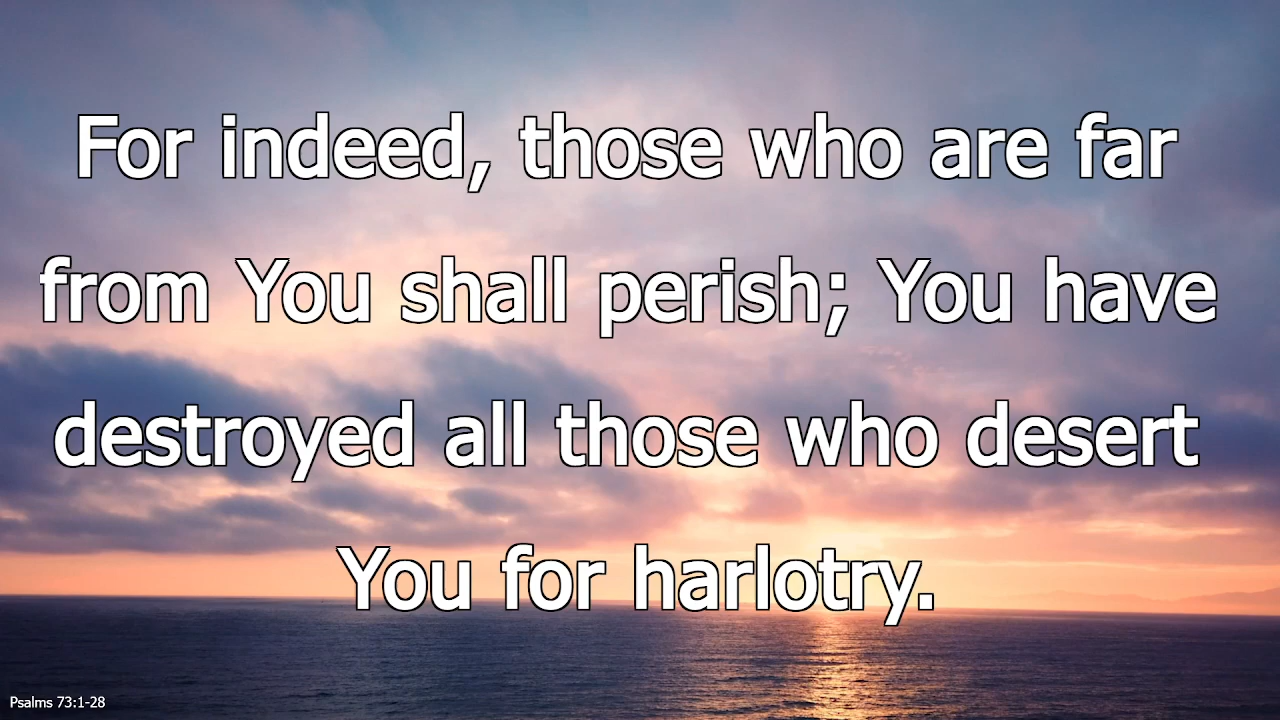 For indeed, those who are far
from You shall perish; You have
destroyed all those who desert
You for harlotry.
Psalms 73:1-28